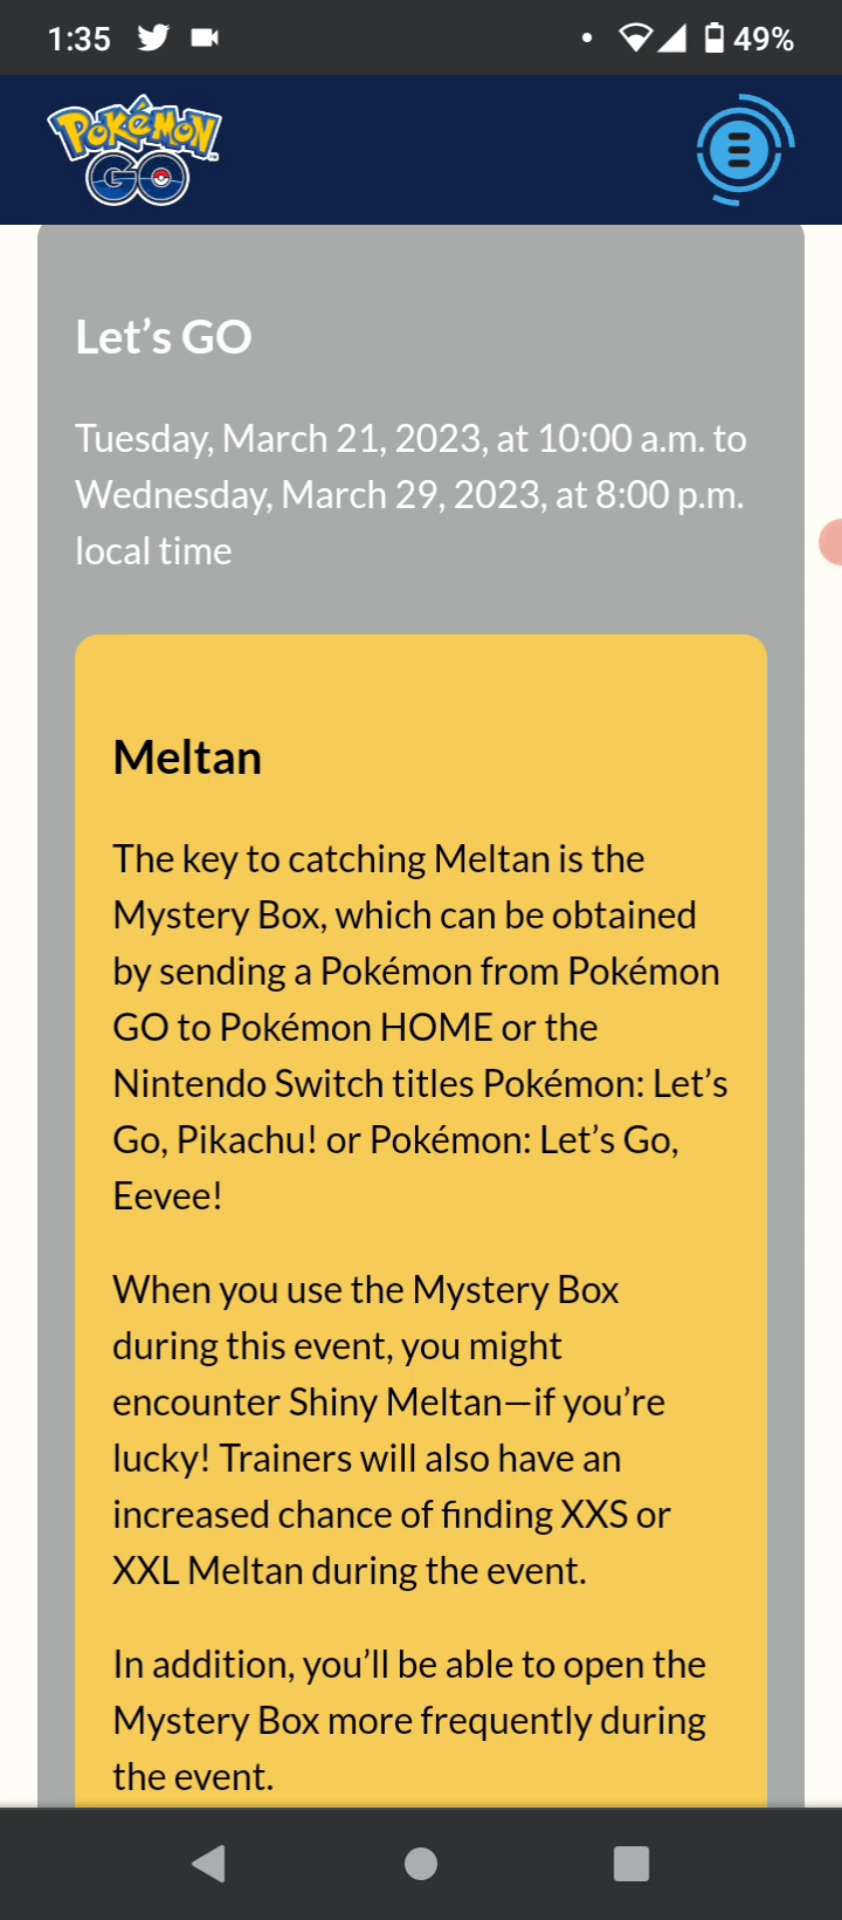 1:35
49%
Pokémon
GO
Let’s GO
Tuesday, March 21, 2023, at 10:00 a.m. to
Wednesday, March 29, 2023, at 8:00 p.m.
local time
Meltan
The key to catching Meltan is the
Mystery Box, which can be obtained
by sending a Pokémon from Pokémon
GO to Pokémon HOME or the
Nintendo Switch titles Pokémon: Let’s
Go, Pikachu! or Pokémon: Let’s Go,
Eevee!
When you use the Mystery Box
during this event, you might
encounter Shiny Meltan—if you’re
lucky! Trainers will also have an
increased chance of finding XXS or
XXL Meltan during the event.
In addition, you’ll be able to open the
Mystery Box more frequently during
the event.